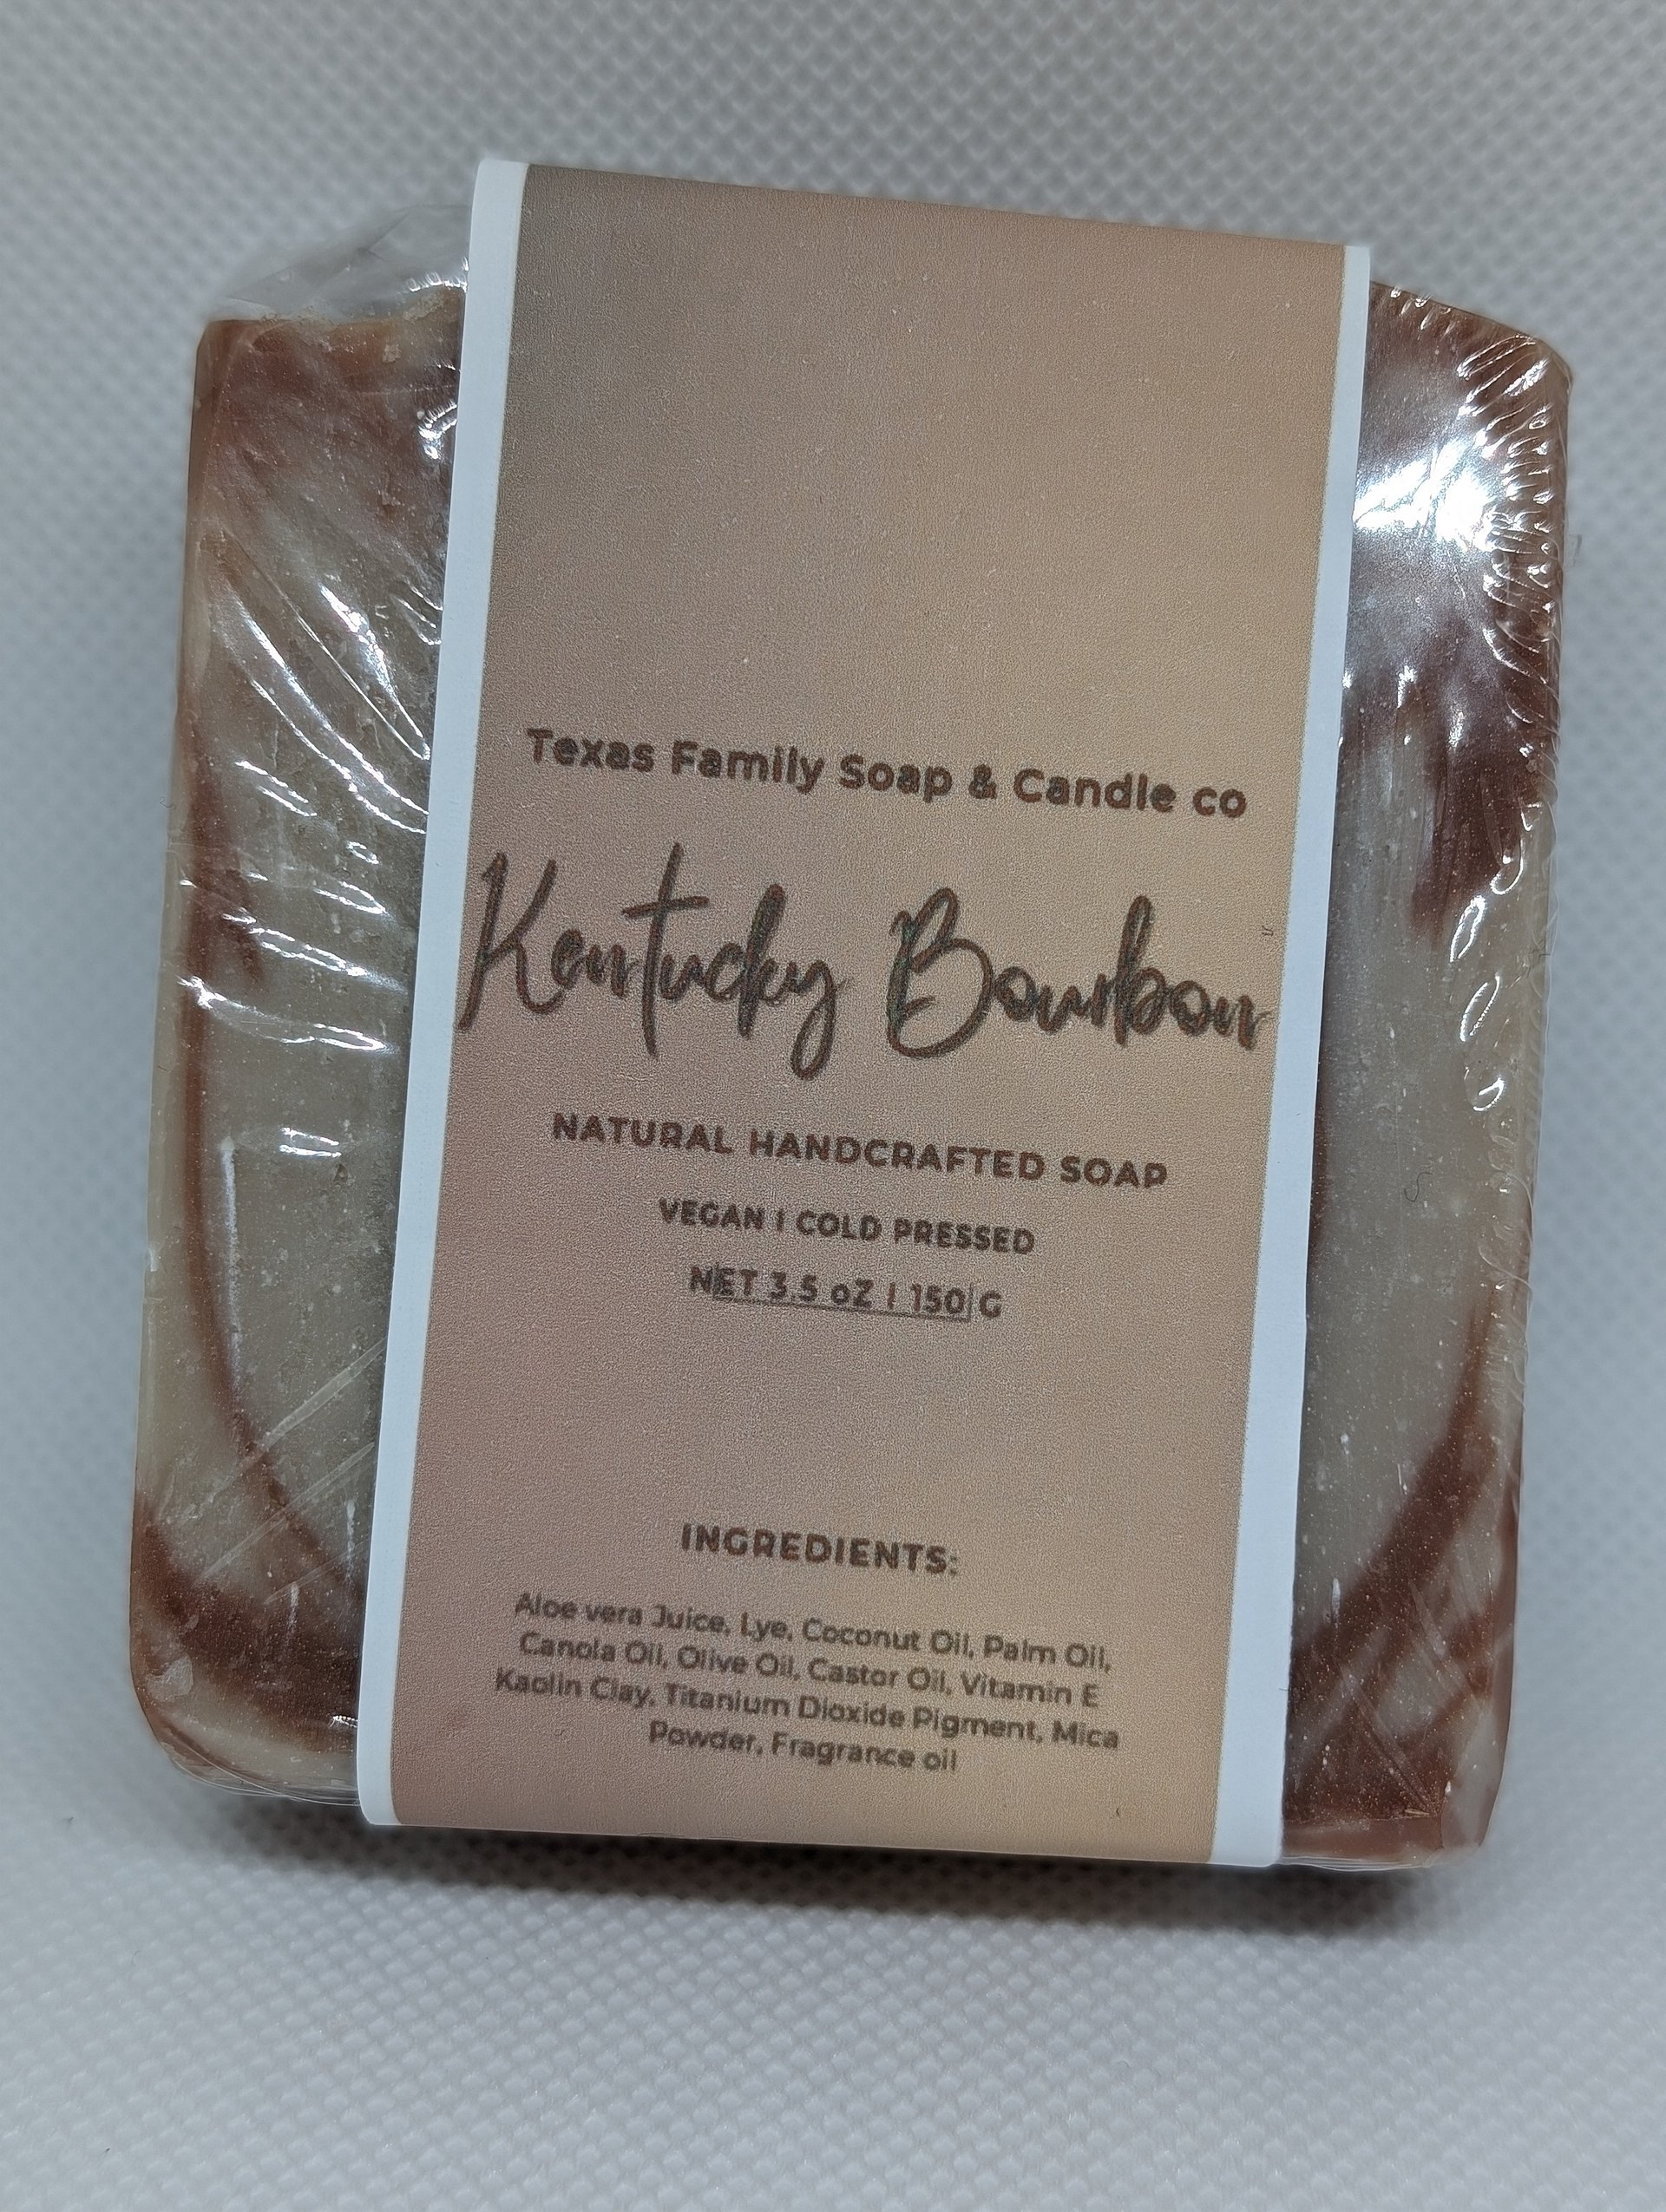 Texas Family Soap & Candle co
Kentucky Bourbon
NATURAL HANDCRAFTED SOAP
VEGAN | COLD PRESSED
NET 3.5 oZ | 150 G
INGREDIENTS:
Aloe vera Juice, Lye, Coconut Oil, Palm Oil,
Canola Oil, Olive Oil, Castor Oil, Vitamin E
Kaolin Clay, Titanium Dioxide Pigment, Mica
Powder, Fragrance oil